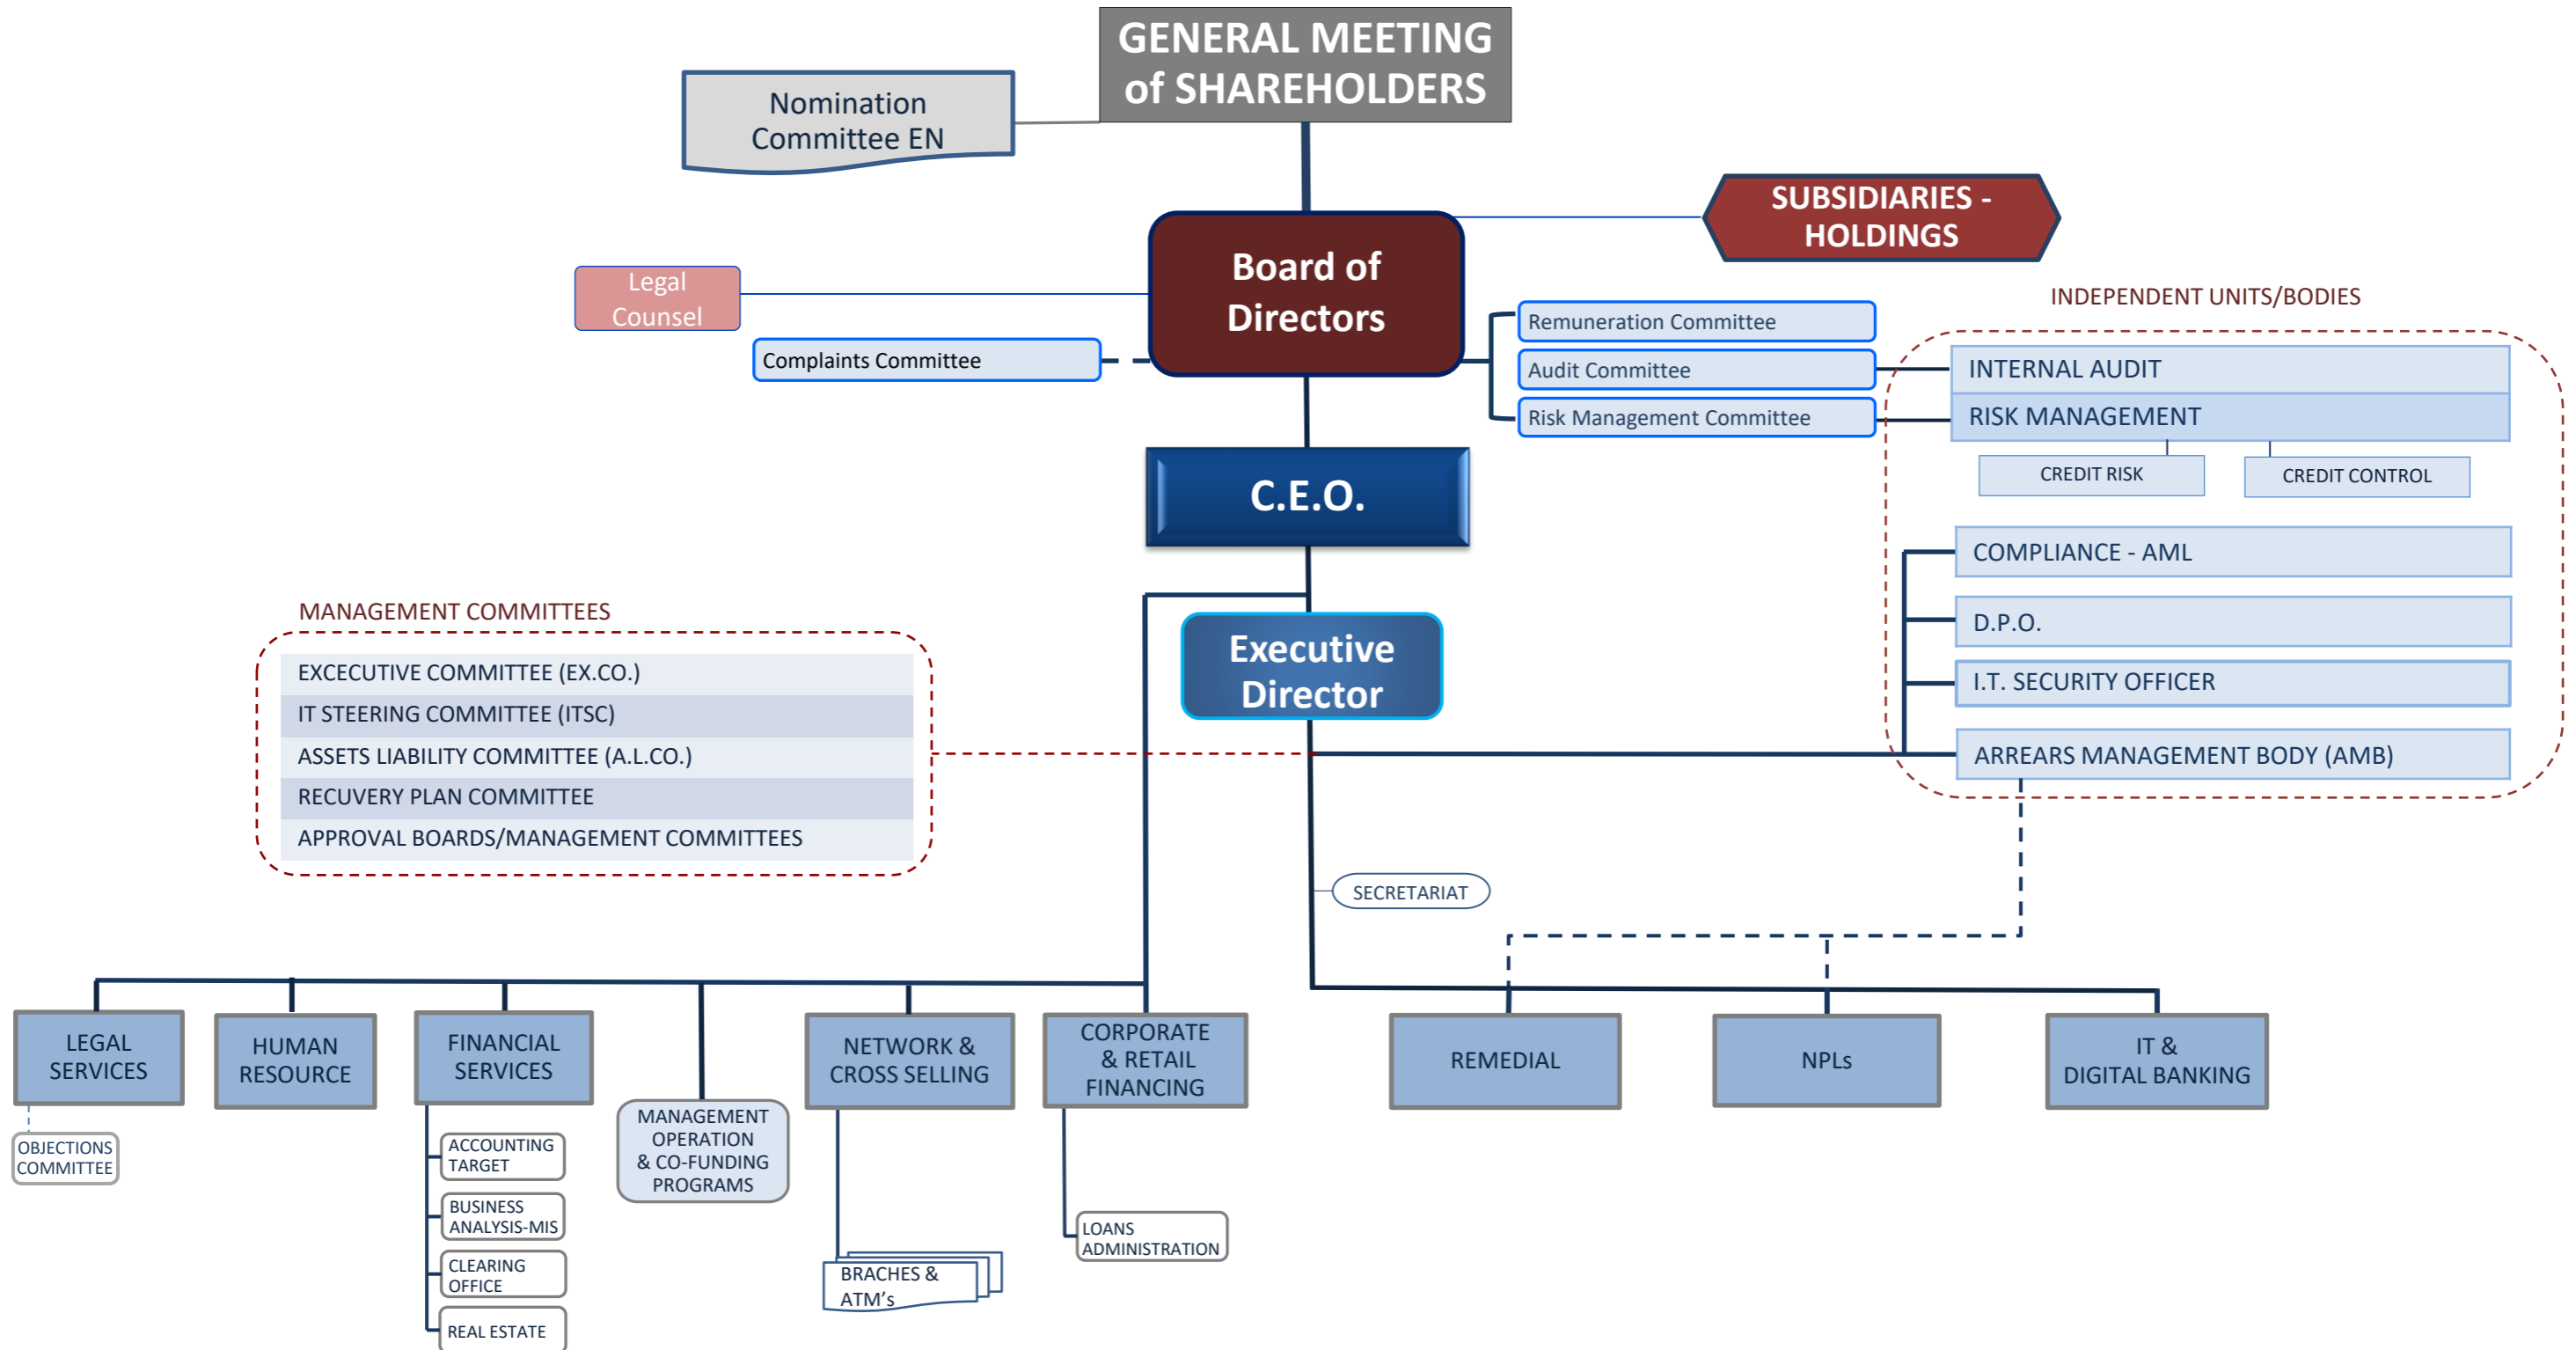 GENERAL MEETING
of SHAREHOLDERS
Nomination
Committee EN
SUBSIDIARIES -
HOLDINGS
Board of
Directors
Legal
Counsel
Complaints Committee
Remuneration Committee
Audit Committee
Risk Management Committee
INDEPENDENT UNITS/BODIES
INTERNAL AUDIT
RISK MANAGEMENT
CREDIT RISK
CREDIT CONTROL
C.E.O.
COMPLIANCE - AML
D.P.O.
I.T. SECURITY OFFICER
ARREARS MANAGEMENT BODY (AMB)
Executive
Director
MANAGEMENT COMMITTEES
EXCECUTIVE COMMITTEE (EX.CO.)
IT STEERING COMMITTEE (ITSC)
ASSETS LIABILITY COMMITTEE (A.L.CO.)
RECUVERY PLAN COMMITTEE
APPROVAL BOARDS/MANAGEMENT COMMITTEES
SECRETARIAT
LEGAL
SERVICES
HUMAN
RESOURCE
FINANCIAL
SERVICES
MANAGEMENT
OPERATION
& CO-FUNDING
PROGRAMS
NETWORK &
CROSS SELLING
CORPORATE
& RETAIL
FINANCING
REMEDIAL
NPLs
IT &
DIGITAL BANKING
OBJECTIONS
COMMITTEE
ACCOUNTING
TARGET
BUSINESS
ANALYSIS-MIS
CLEARING
OFFICE
REAL ESTATE
BRACHES &
ATM's
LOANS
ADMINISTRATION